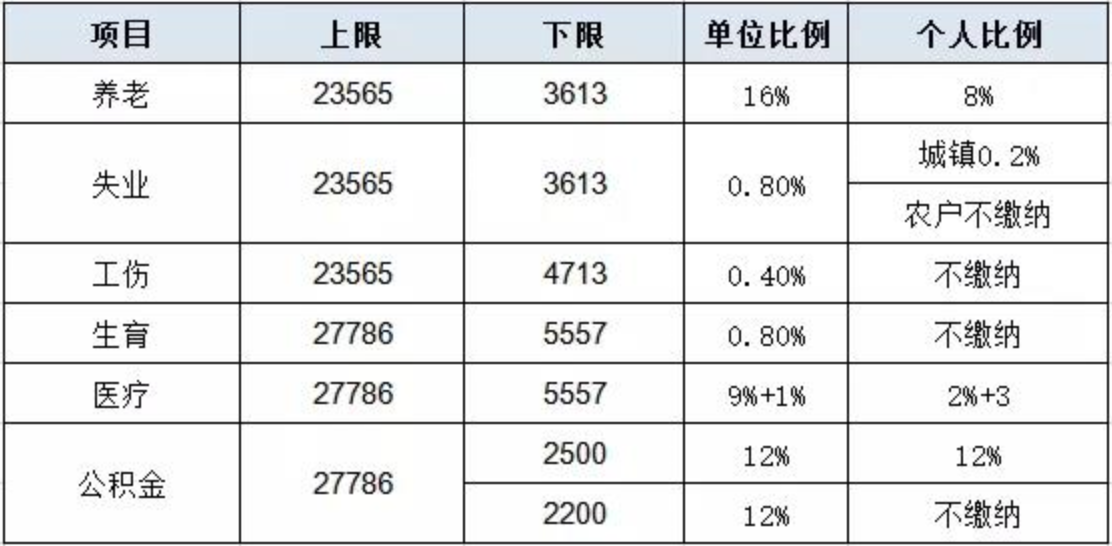 项目 上限 下限 单位比例 个人比例
养老 23565 3613 16% 8%
失业 23565 3613 0.80% 城镇0.2%
农户不缴纳
工伤 23565 4713 0.40% 不缴纳
生育 27786 5557 0.80% 不缴纳
医疗 27786 5557 9%+1% 2%+3
公积金 27786 2500 12% 12%
2200 12% 不缴纳